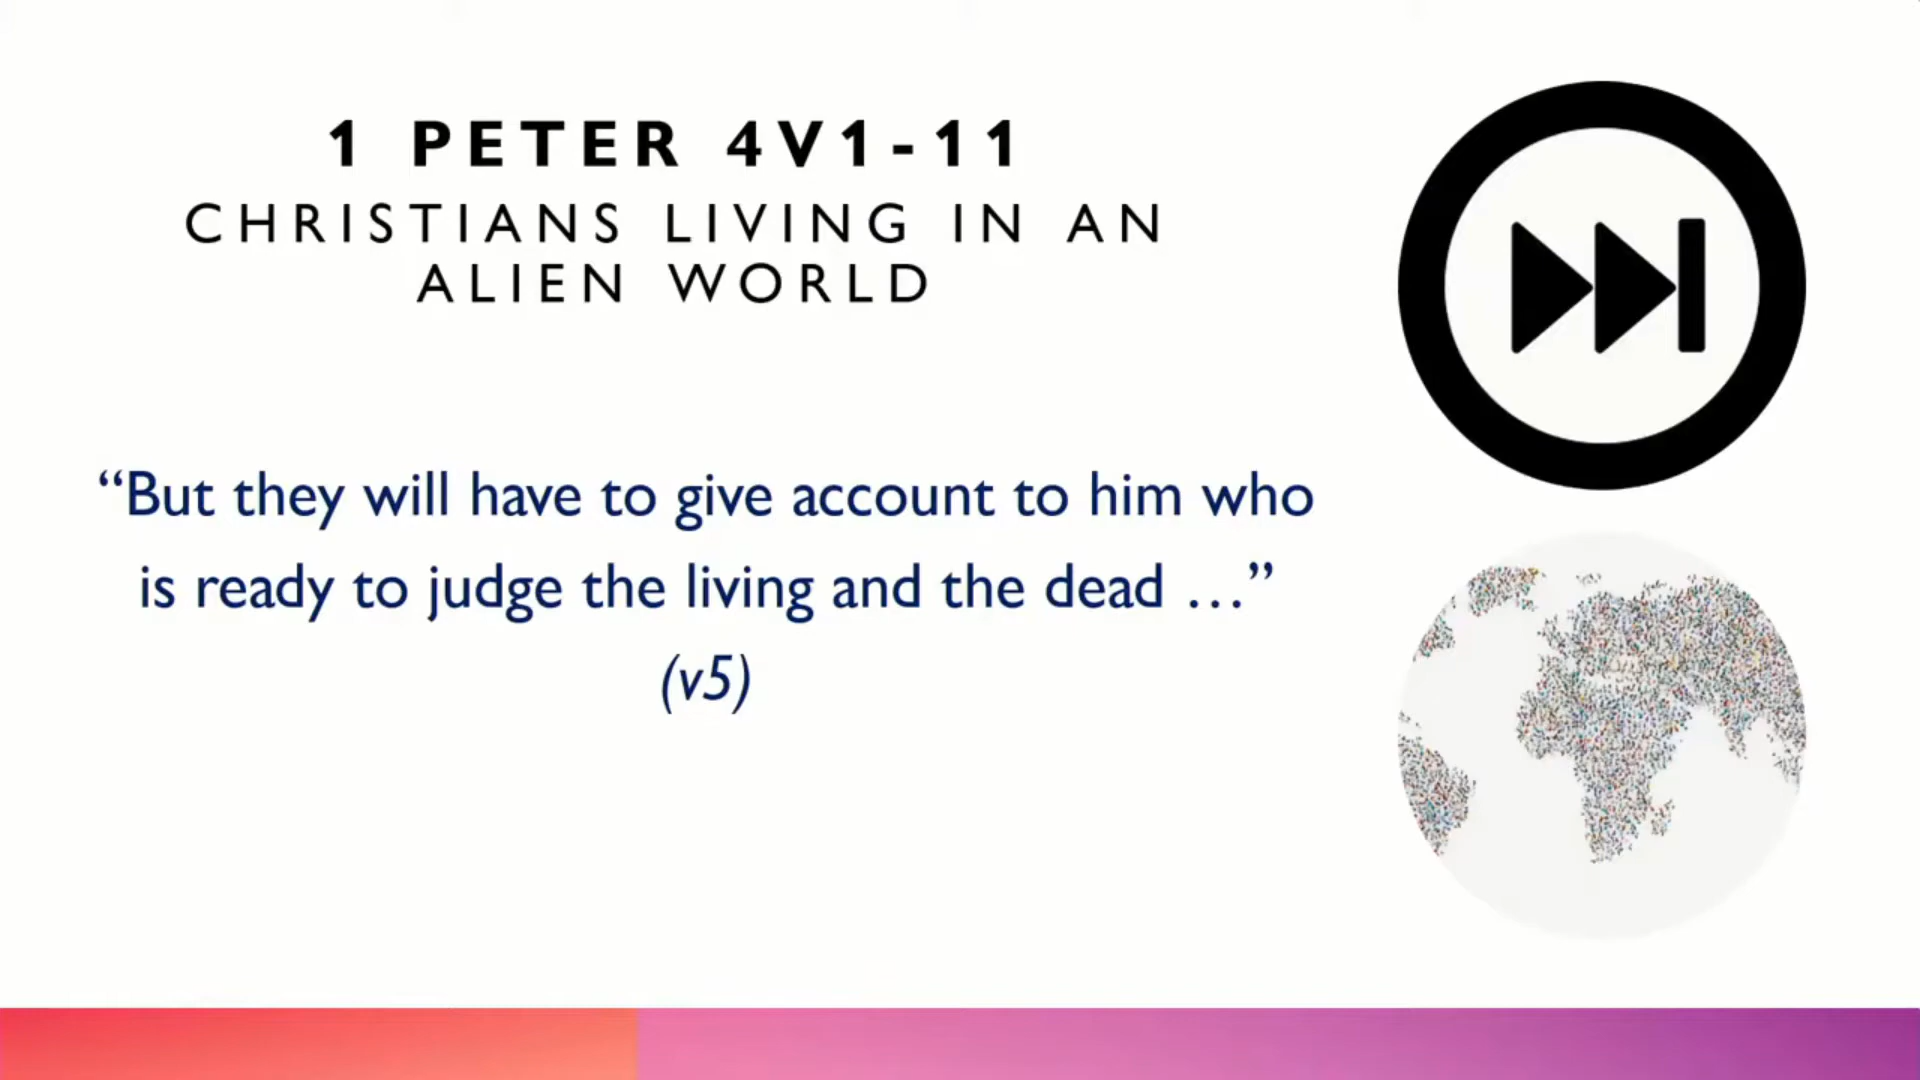 1 PETER 4V1-11
CHRISTIANS LIVING IN AN
ALIEN WORLD
“But they will have to give account to him who
is ready to judge the living and the dead …”
(v5)